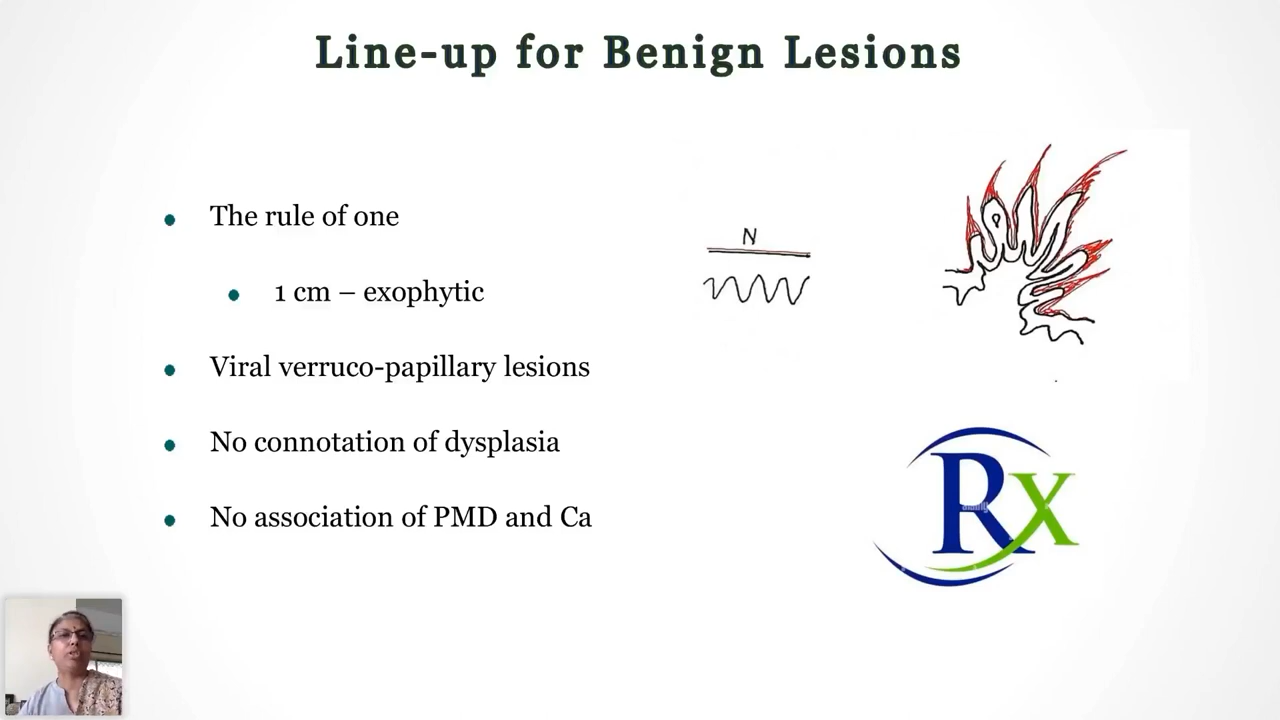 Line-up for Benign Lesions
The rule of one
1 cm – exophytic
Viral verruco-papillary lesions
No connotation of dysplasia
No association of PMD and Ca
N
Rx